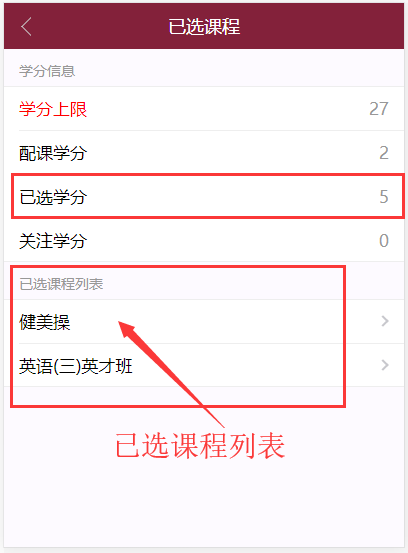 已选课程
学分信息
学分上限 27
配课学分 2
已选学分 5
关注学分 0
已选课程列表
健美操
英语(三)英才班
已选课程列表